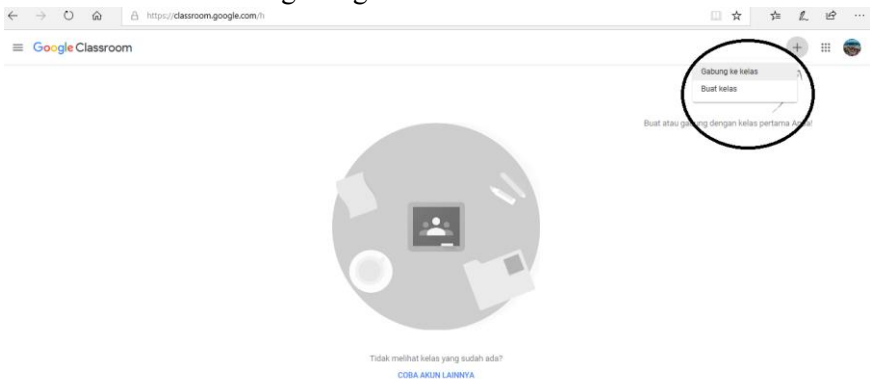 https://classroom.google.com/h
Google Classroom
Gabung ke kelas
Buat kelas
Buat atau gabung dengan kelas pertama Anda!
Tidak melihat kelas yang sudah ada?
COBA AKUN LAINNYA